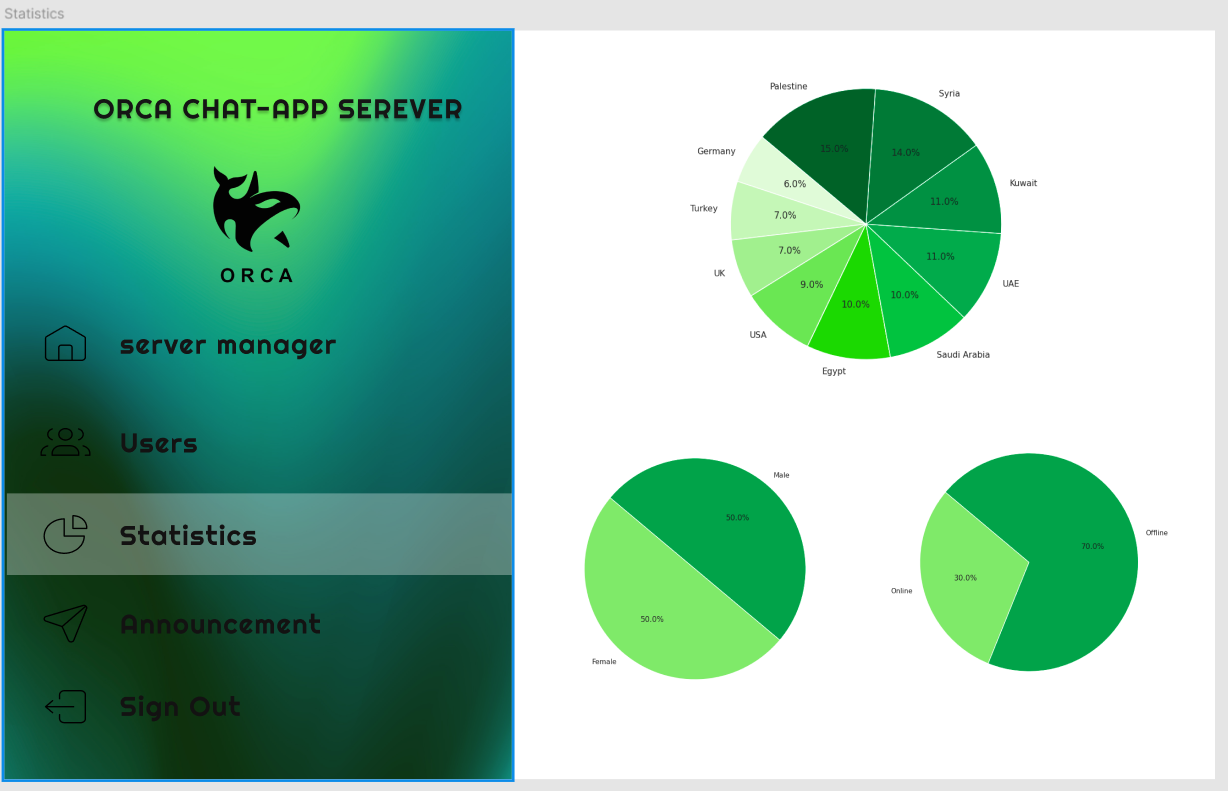 Statistics
ORCA CHAT-APP SEREVER
ORCA
server manager
Users
Statistics
Announcement
Sign Out
Palestine
Syria
15.0%
14.0%
Germany
6.0%
Kuwait
11.0%
Turkey
7.0%
UK
7.0%
11.0%
UAE
9.0%
10.0%
10.0%
USA
Saudi Arabia
Egypt
Male
50.0%
50.0%
Female
Offline
70.0%
30.0%
Online